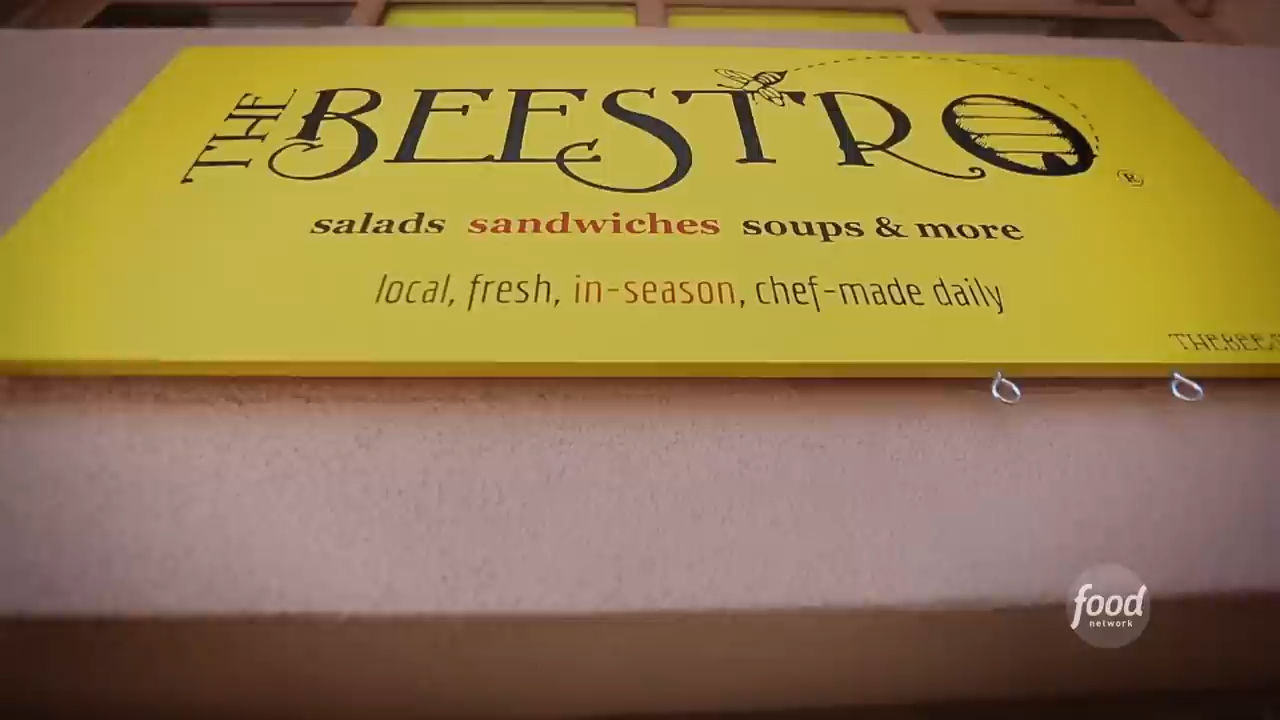 THE BEESTRO
®
salads sandwiches soups & more
local, fresh, in-season, chef-made daily
food
network